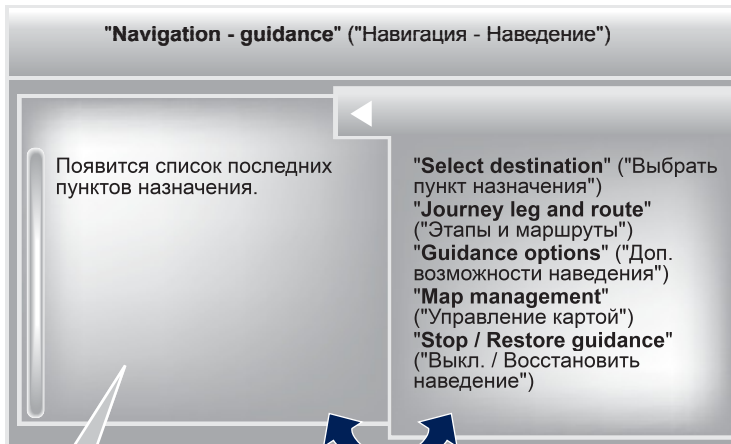 "Navigation - guidance" ("Навигация - Наведение")
Появится список последних
пунктов назначения.
"Select destination" ("Выбрать
пункт назначения")
"Journey leg and route"
("Этапы и маршруты")
"Guidance options" ("Доп.
возможности наведения")
"Map management"
("Управление картой")
"Stop / Restore guidance"
("Выкл. / Восстановить
наведение")